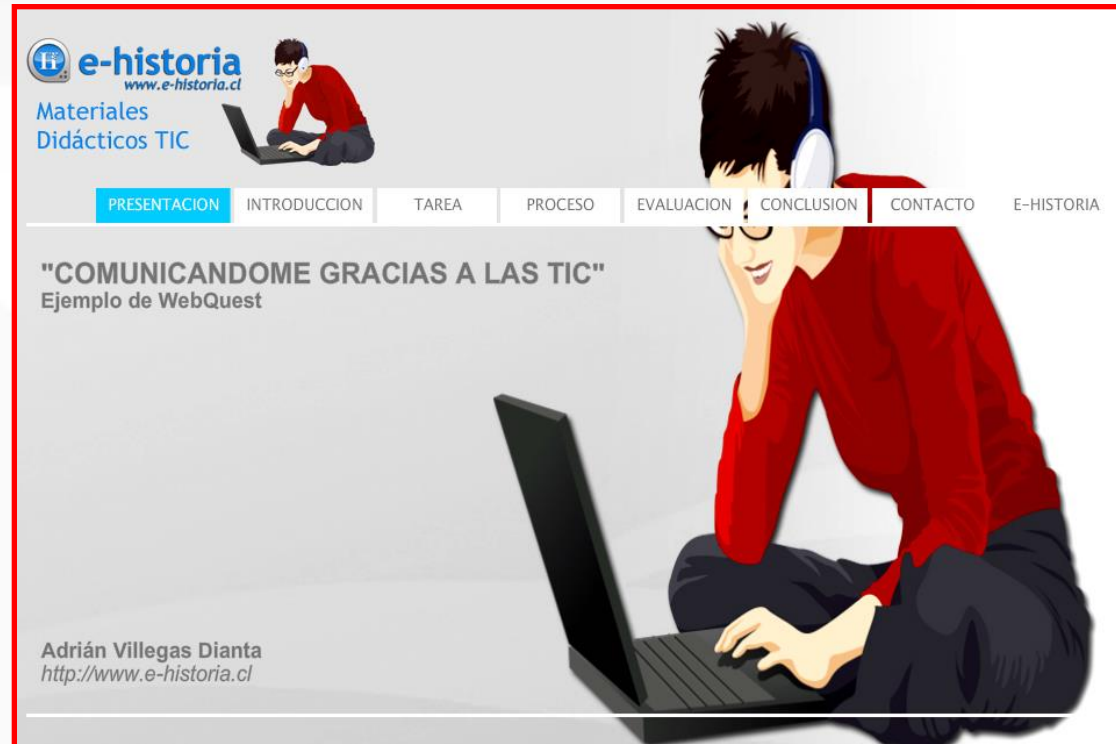 e-historia
www.e-historia.cl
Materiales
Didácticos TIC
PRESENTACION INTRODUCCION TAREA PROCESO EVALUACION CONCLUSION CONTACTO E-HISTORIA
"COMUNICANDOME GRACIAS A LAS TIC"
Ejemplo de WebQuest
Adrián Villegas Dianta
http://www.e-historia.cl